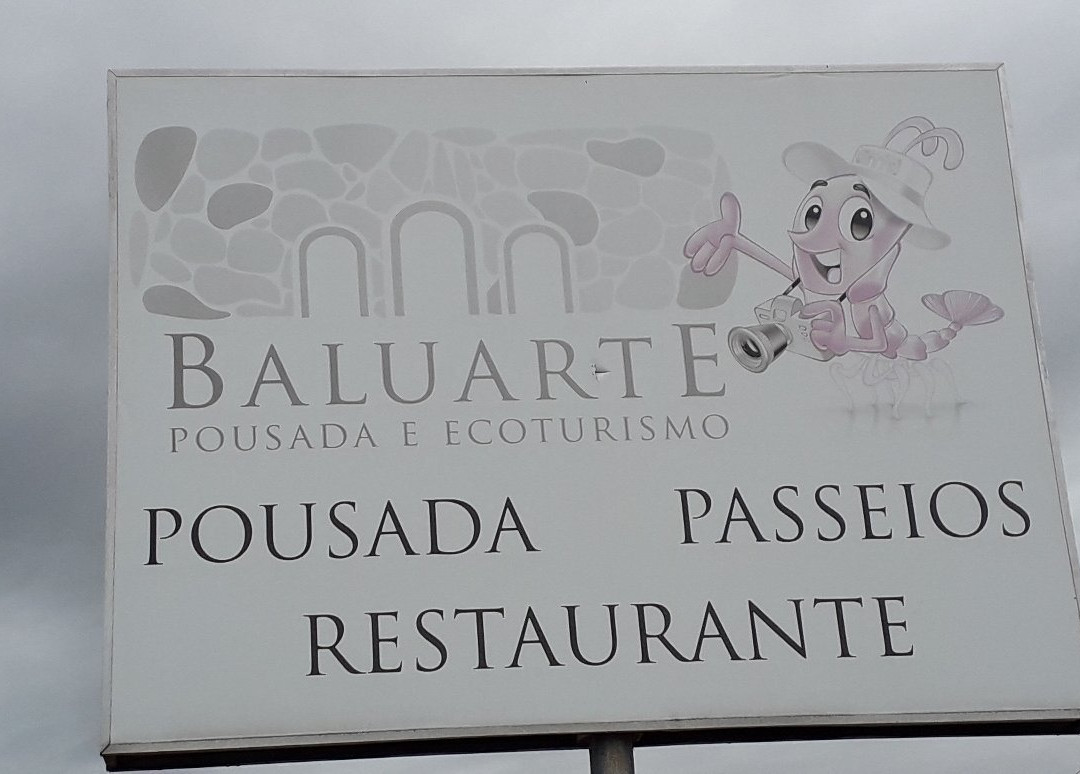 BALUARTE
POUSADA E ECOTURISMO
POUSADA PASSEIOS
RESTAURANTE